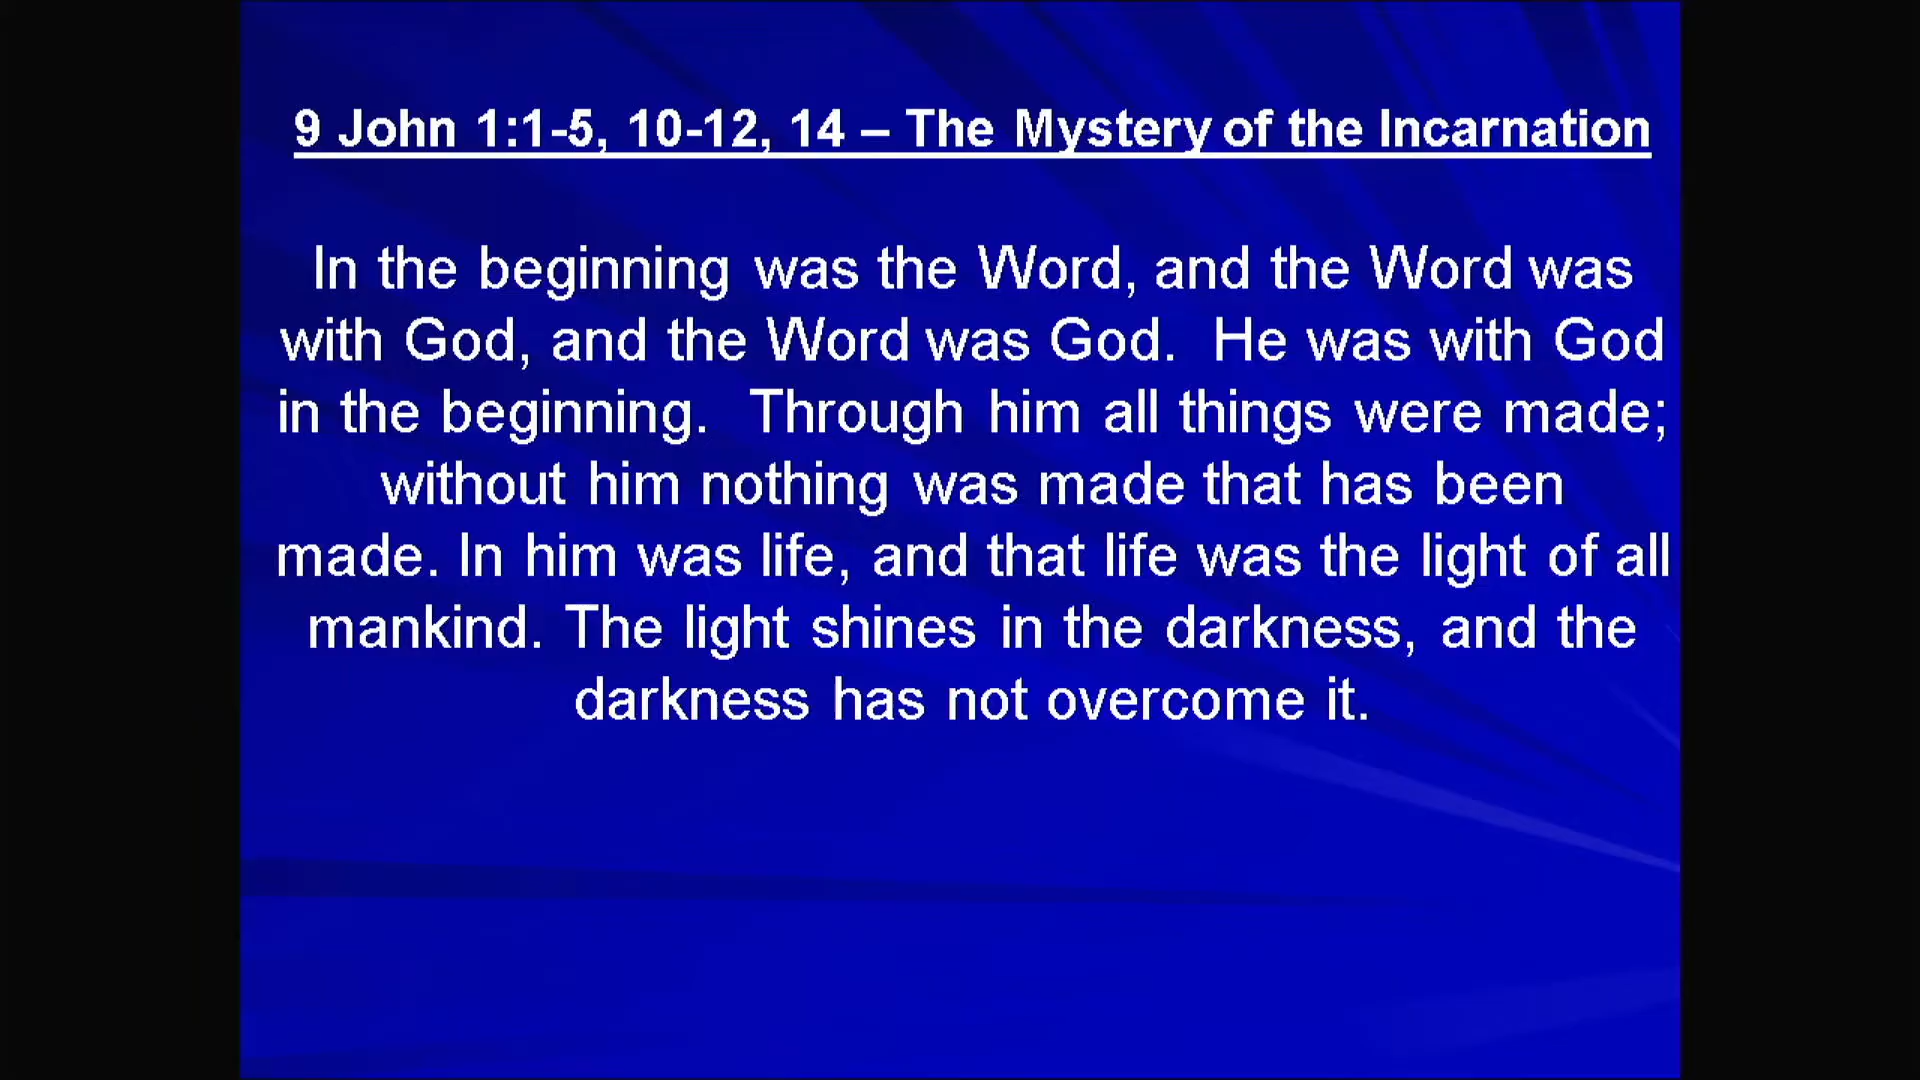 9 John 1:1-5, 10-12, 14 – The Mystery of the Incarnation
In the beginning was the Word, and the Word was
with God, and the Word was God.  He was with God
in the beginning.  Through him all things were made;
without him nothing was made that has been
made. In him was life, and that life was the light of all
mankind. The light shines in the darkness, and the
darkness has not overcome it.